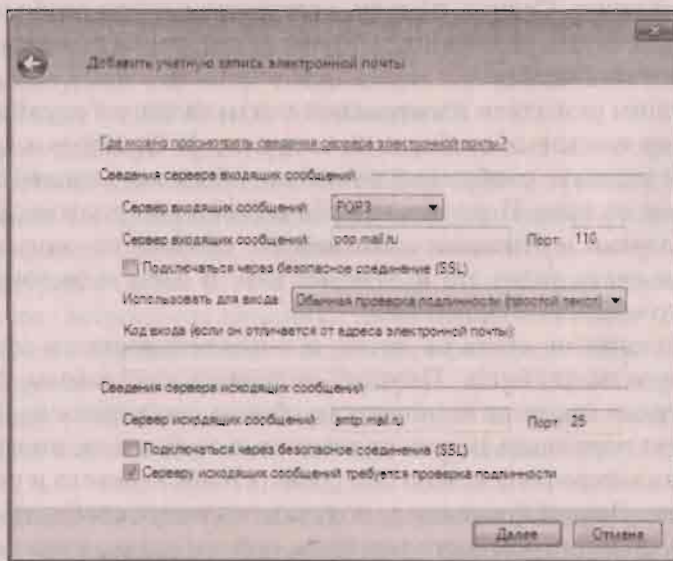 Добавить учетную запись электронной почты
Где можно просмотреть сведения сервера электронной почты?
Сведения сервера входящих сообщений
Сервер входящих сообщений: POP3
Сервер входящих сообщений: pop.mail.ru Порт: 110
Подключаться через безопасное соединение (SSL)
Использовать для входа: Обычная проверка подлинности (простой текст)
Код входа (если он отличается от адреса электронной почты):
Сведения сервера исходящих сообщений
Сервер исходящих сообщений: smtp.mail.ru Порт: 25
Подключаться через безопасное соединение (SSL)
Серверу исходящих сообщений требуется проверка подлинности
Далее Отмена